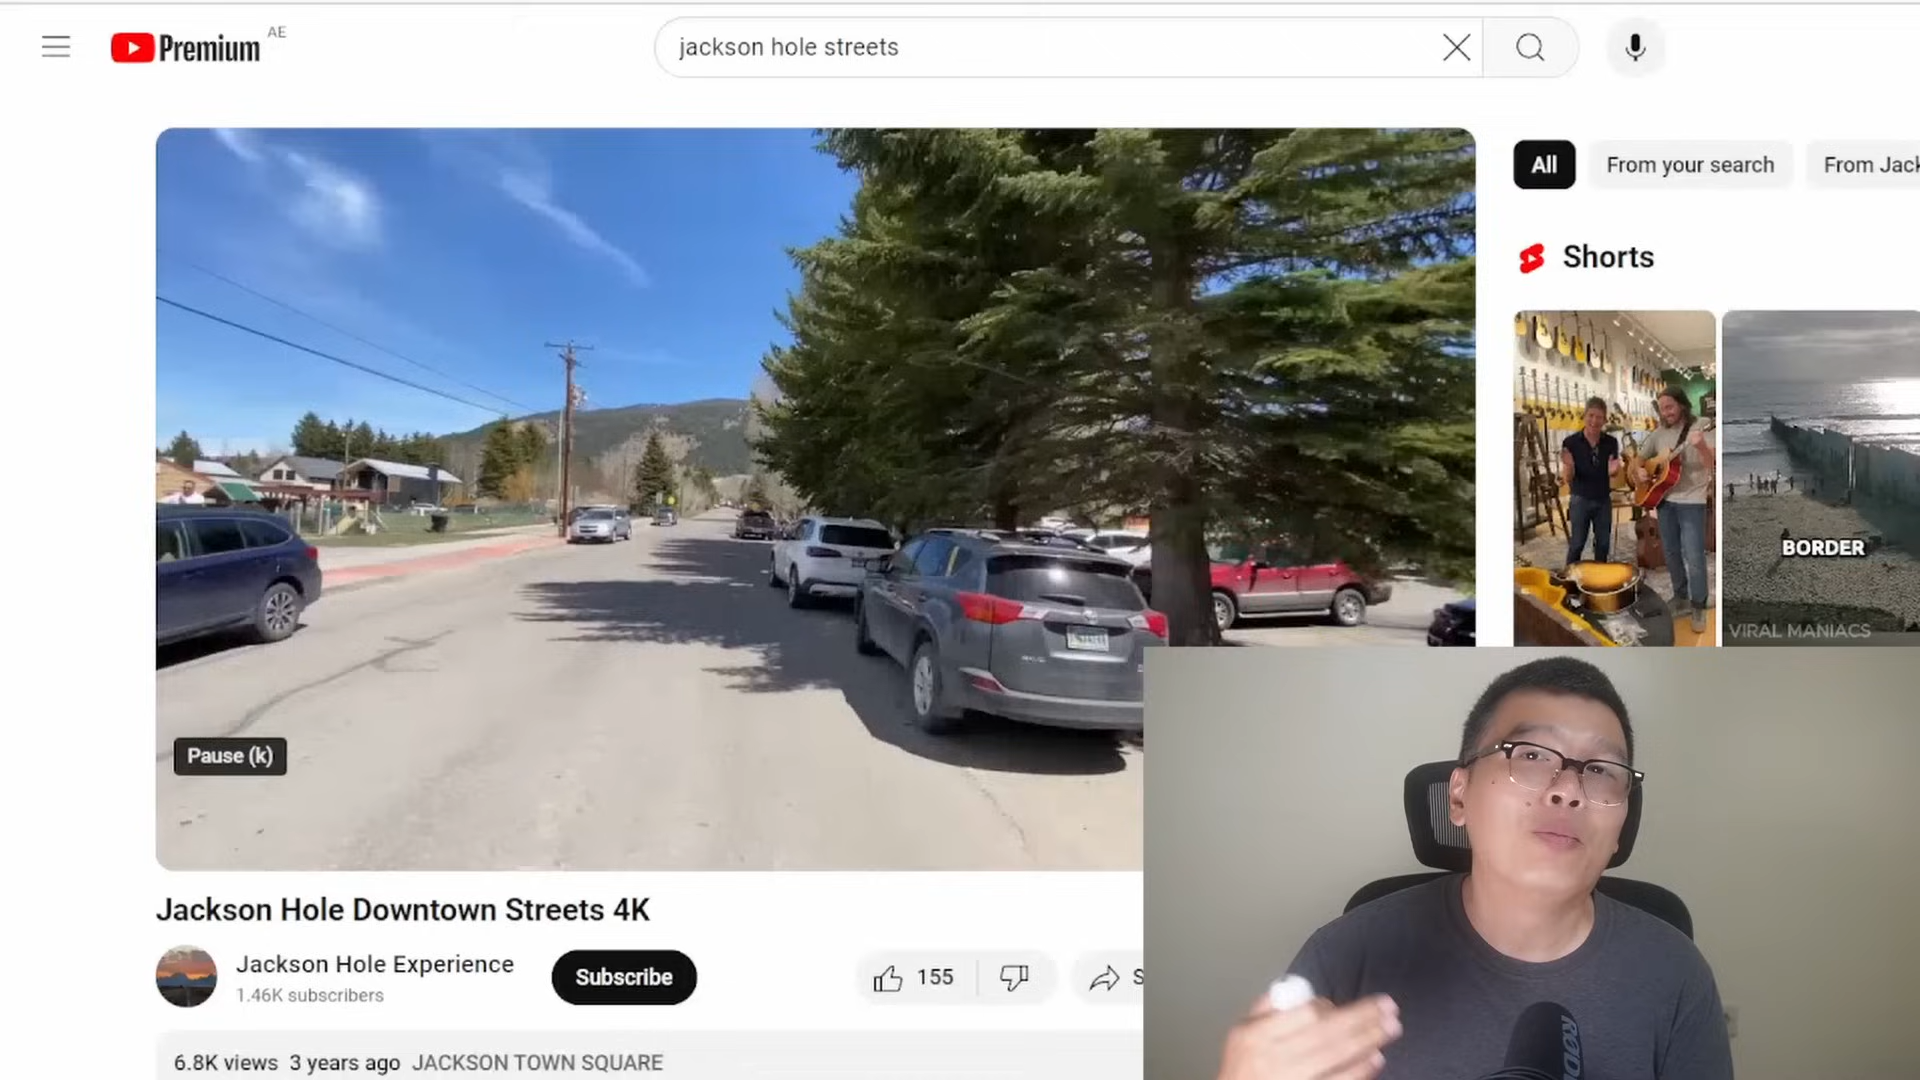 Premium AE
jackson hole streets
All
From your search
From Jack
Shorts
BORDER
VIRAL MANIACS
Pause (k)
Jackson Hole Downtown Streets 4K
Jackson Hole Experience
1.46K subscribers
Subscribe
155
S
6.8K views 3 years ago JACKSON TOWN SQUARE
RØDE